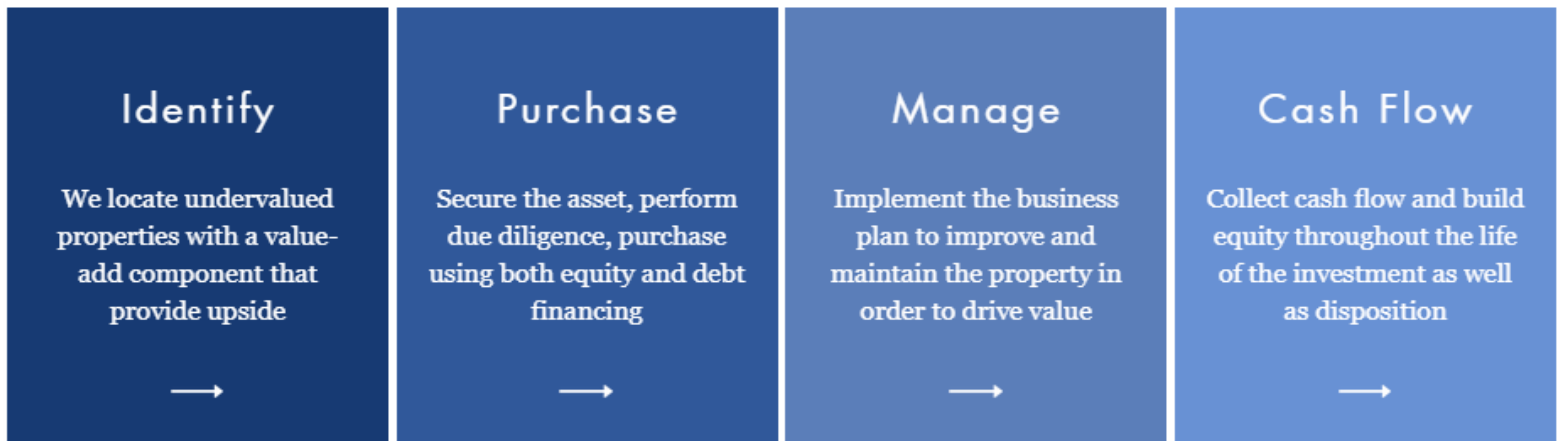 Identify
We locate undervalued
properties with a value-
add component that
provide upside
Purchase
Secure the asset, perform
due diligence, purchase
using both equity and debt
financing
Manage
Implement the business
plan to improve and
maintain the property in
order to drive value
Cash Flow
Collect cash flow and build
equity throughout the life
of the investment as well
as disposition